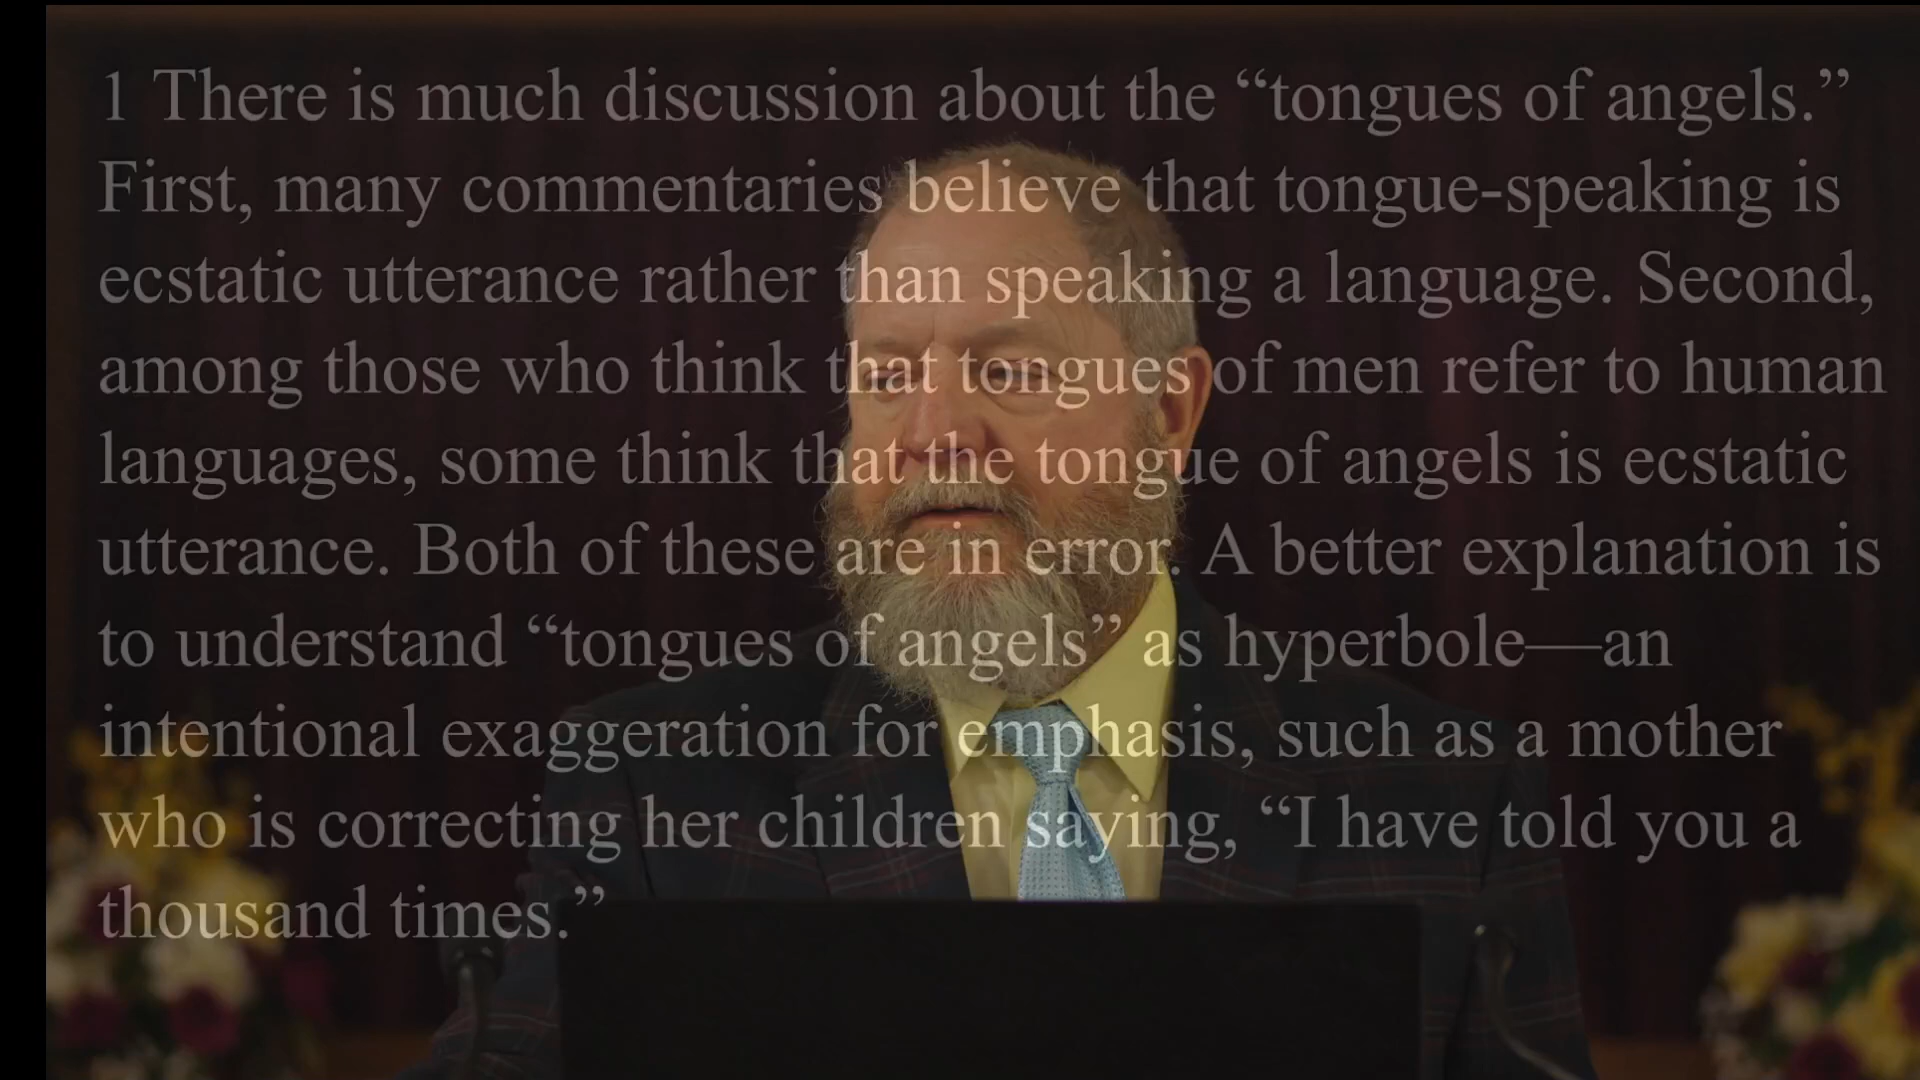 1 There is much discussion about the “tongues of angels.”
First, many commentaries believe that tongue-speaking is
ecstatic utterance rather than speaking a language. Second,
among those who think that tongues of men refer to human
languages, some think that the tongue of angels is ecstatic
utterance. Both of these are in error. A better explanation is
to understand “tongues of angels” as hyperbole—an
intentional exaggeration for emphasis, such as a mother
who is correcting her children saying, “I have told you a
thousand times.”